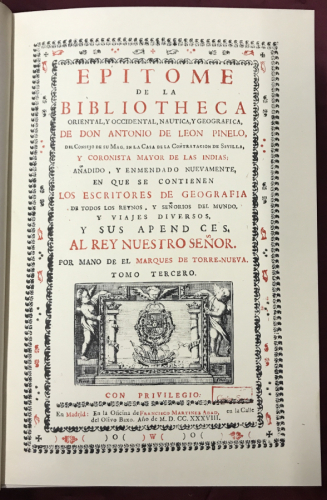 EPITOME
DE LA
BIBLIOTHECA
ORIENTAL, Y OCCIDENTAL, NAUTICA, Y GEOGRAFICA,
DE DON ANTONIO DE LEON PINELO,
DEL CONSEJO DE SU MAG. EN LA CASA DE LA CONTRATACION DE SEVILLA,
Y CORONISTA MAYOR DE LAS INDIAS;
AÑADIDO, Y ENMENDADO NUEVAMENTE,
EN QUE SE CONTIENEN
LOS ESCRITORES DE GEOGRAFIA
DE TODOS LOS REYNOS, Y SEÑORIOS DEL MUNDO,
Y VIAJES DIVERSOS,
Y SUS APEND CES.
AL REY NUESTRO SEÑOR.
POR MANO DE EL MARQUES DE TORRE-NUEVA.
TOMO TERCERO.
CON PRIVILEGIO:
En Madrid: En la Oficina de FRANCISCO MARTINEZ ABAD, en la Calle
del Olivo Baxo. Año de M. D. CC. XXXVIII.